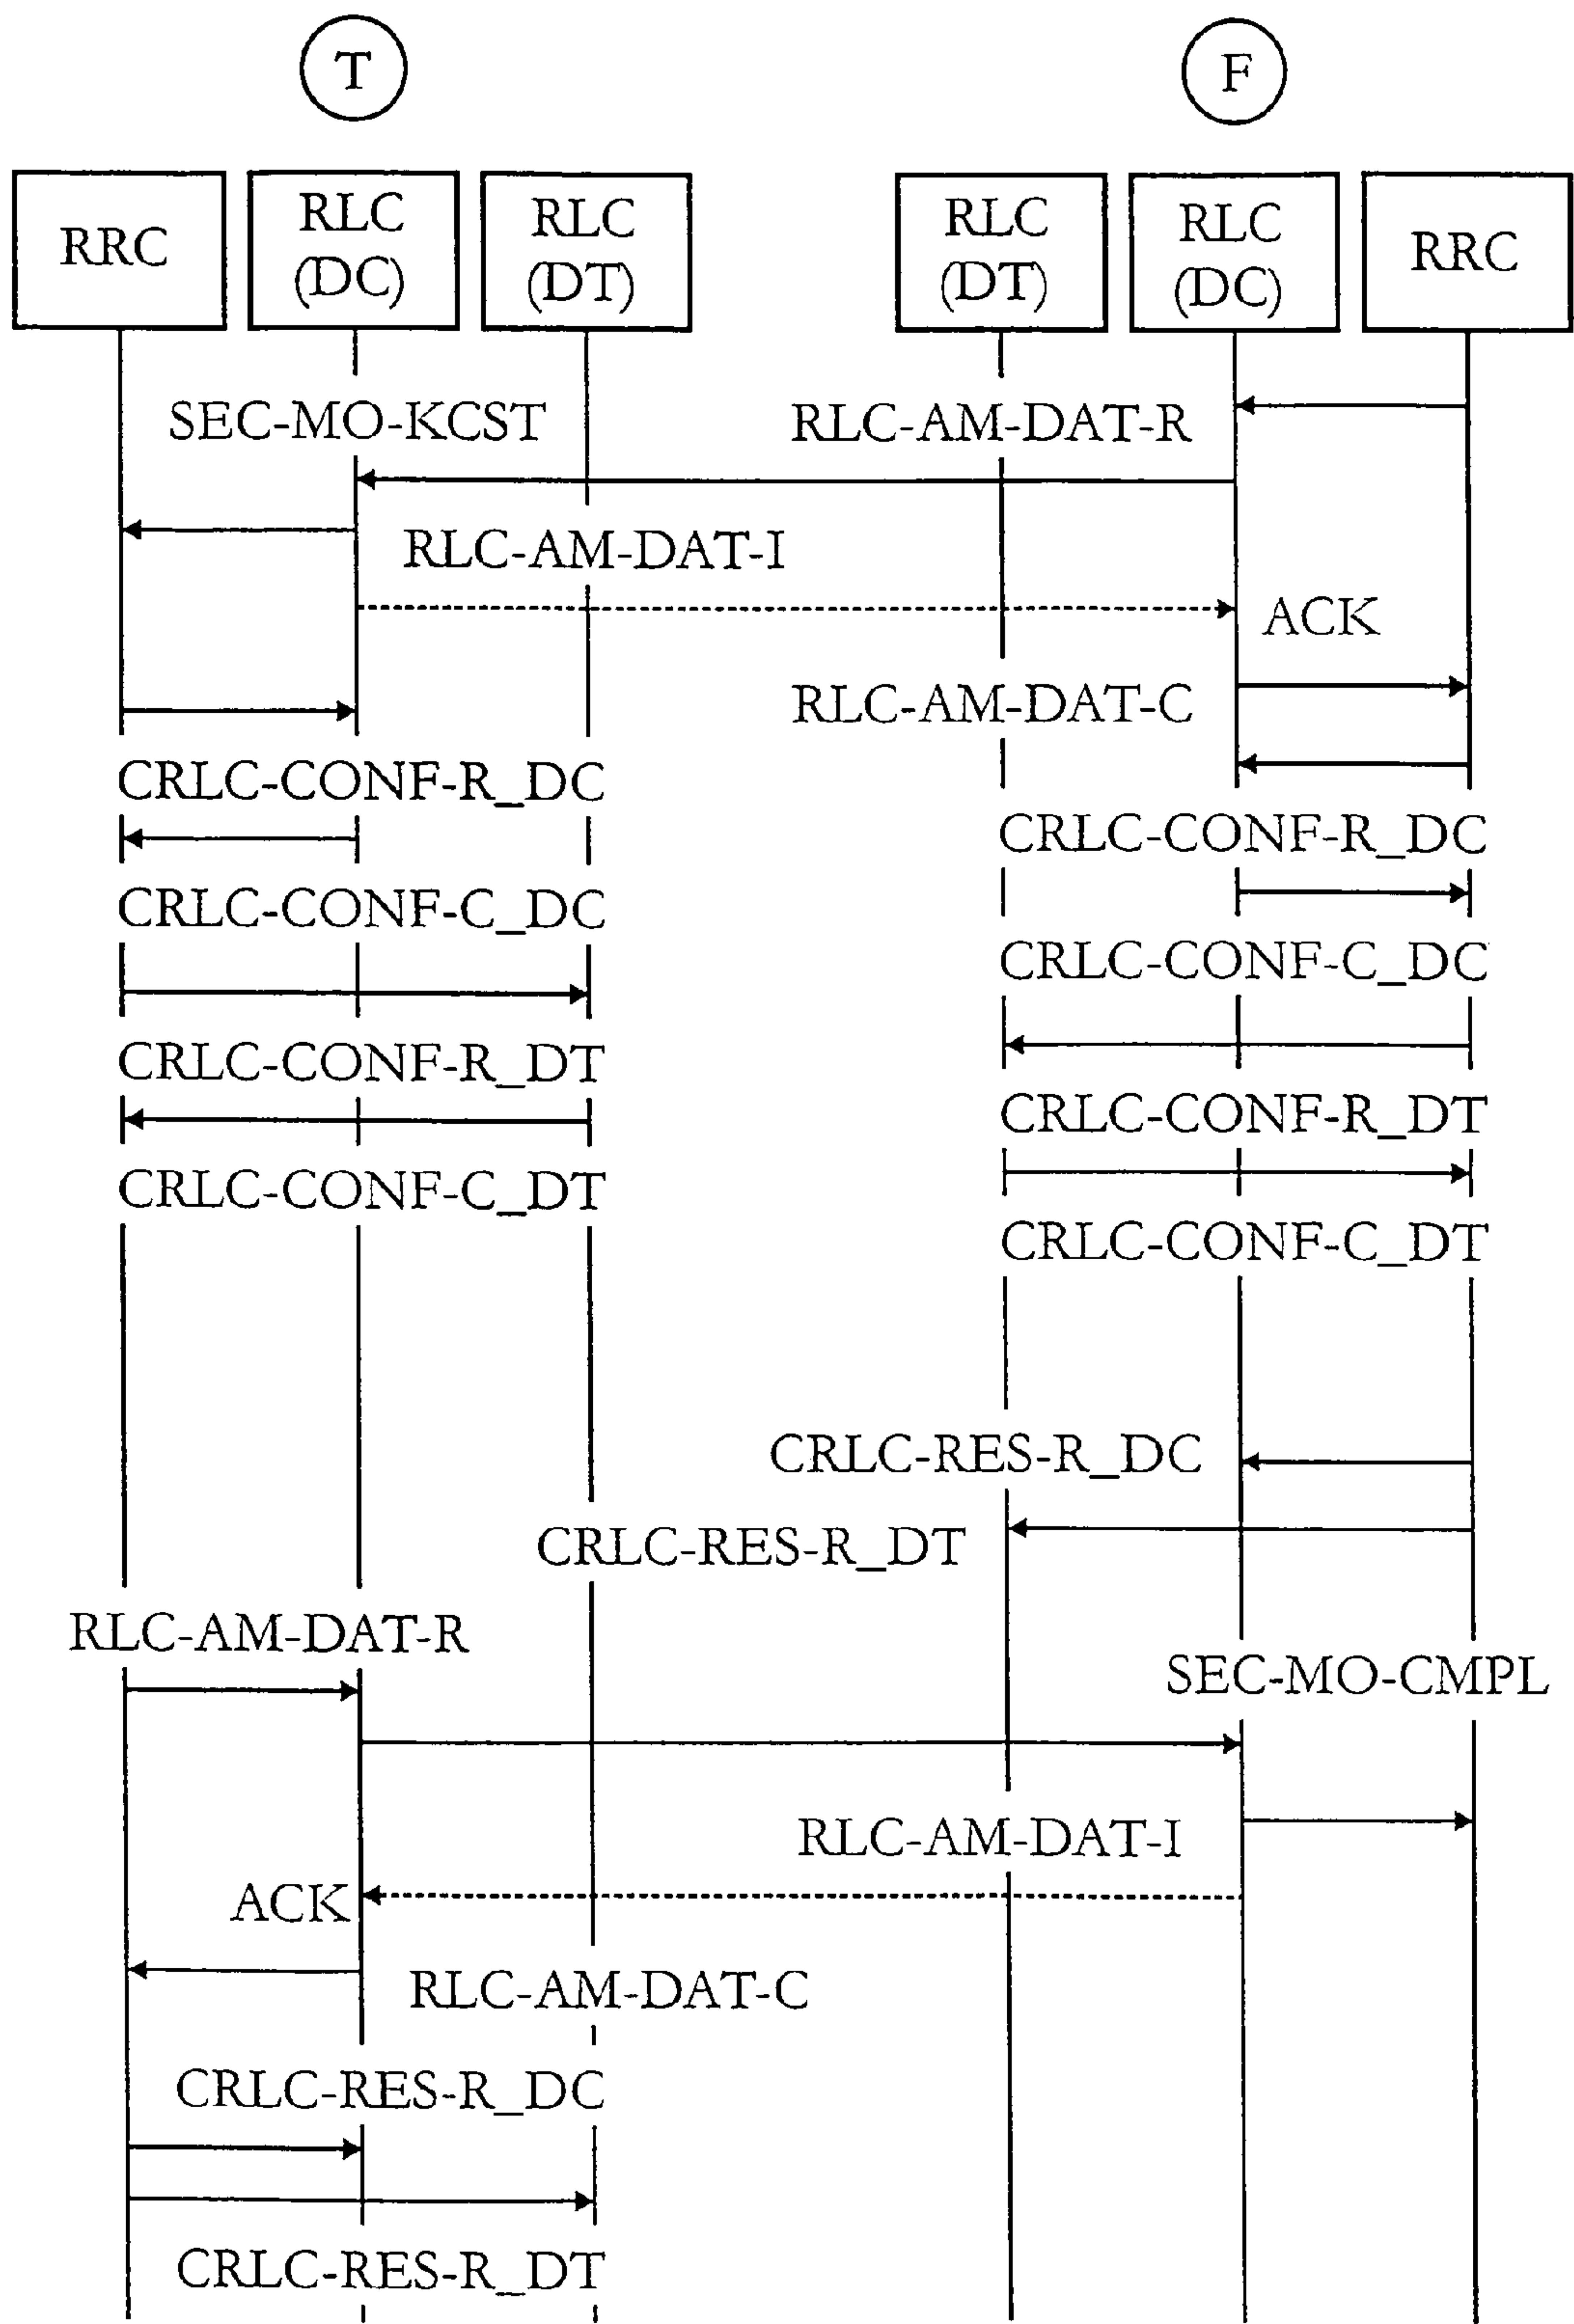 T
F
RRC
RLC
(DC)
RLC
(DT)
RLC
(DT)
RLC
(DC)
RRC
SEC-MO-KCST
RLC-AM-DAT-R
RLC-AM-DAT-I
ACK
RLC-AM-DAT-C
CRLC-CONF-R_DC
CRLC-CONF-R_DC
CRLC-CONF-C_DC
CRLC-CONF-C_DC
CRLC-CONF-R_DT
CRLC-CONF-R_DT
CRLC-CONF-C_DT
CRLC-CONF-C_DT
CRLC-RES-R_DC
CRLC-RES-R_DT
RLC-AM-DAT-R
SEC-MO-CMPL
RLC-AM-DAT-I
ACK
RLC-AM-DAT-C
CRLC-RES-R_DC
CRLC-RES-R_DT